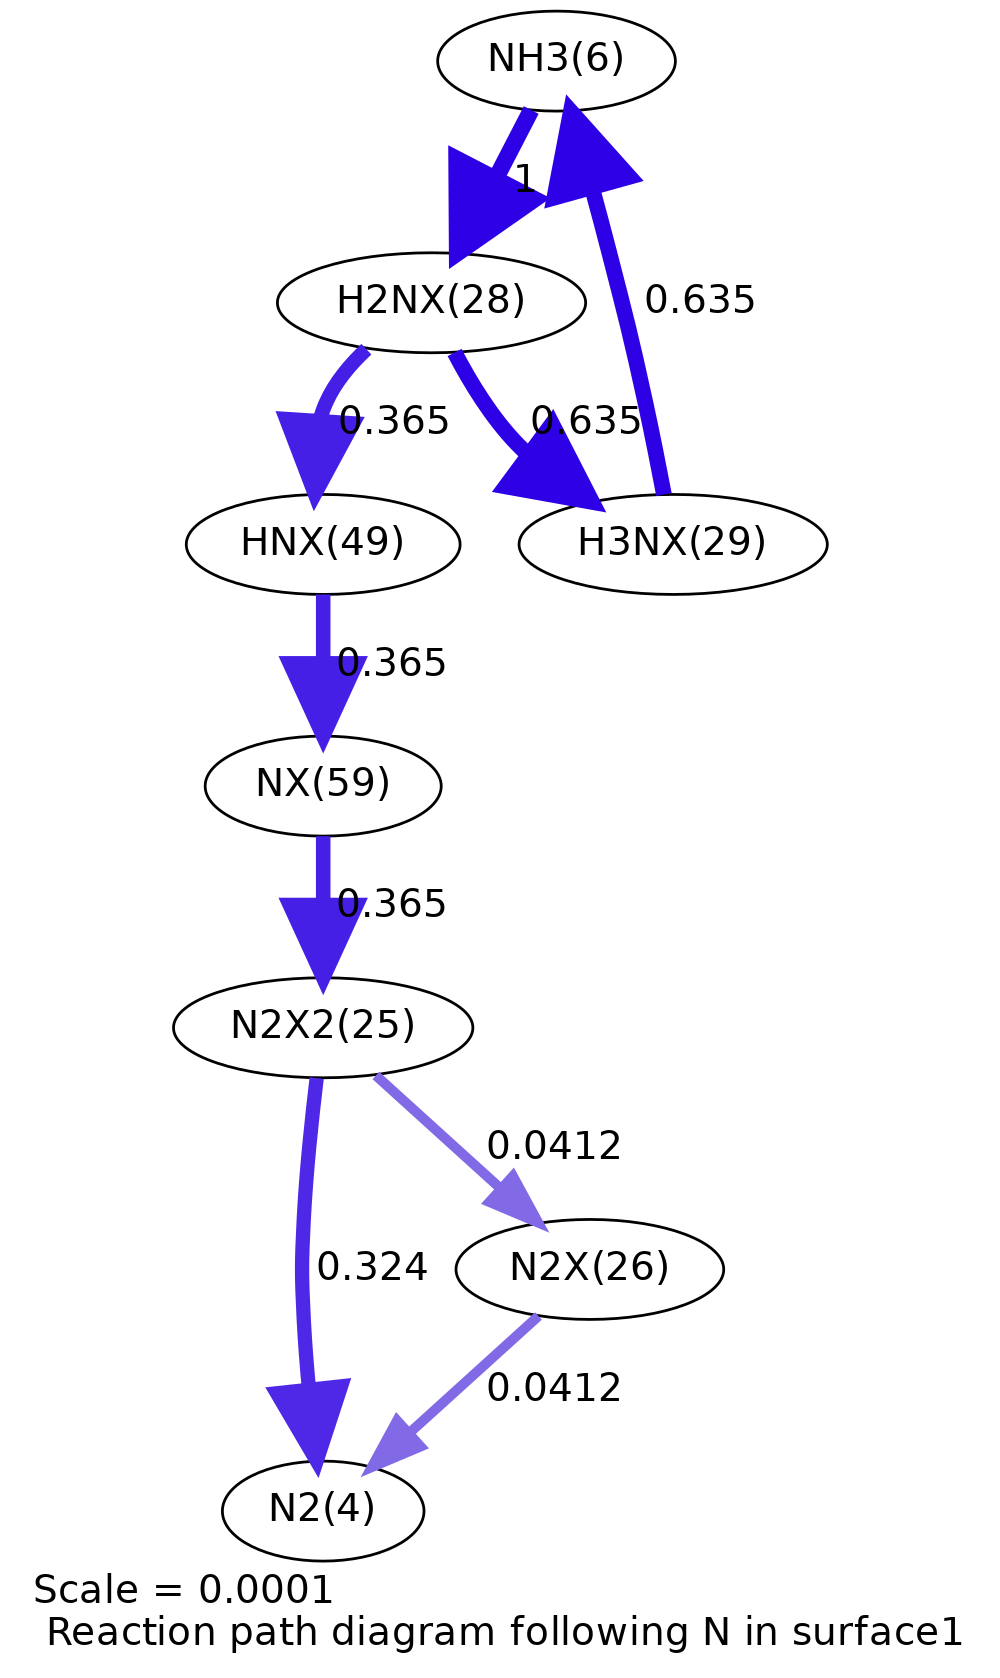 NH3(6)
1
H2NX(28)
0.635
0.365
0.635
HNX(49)
H3NX(29)
0.365
NX(59)
0.365
N2X2(25)
0.0412
0.324
N2X(26)
0.0412
N2(4)
Scale = 0.0001
Reaction path diagram following N in surface1